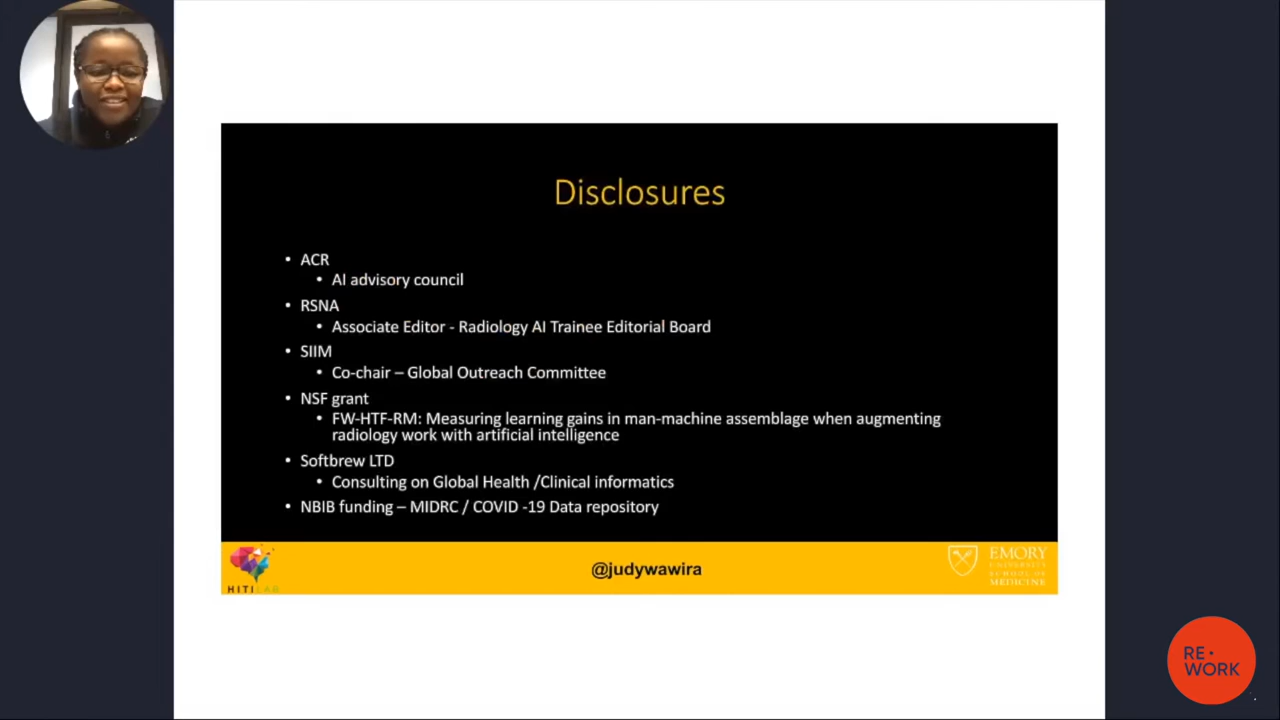 Disclosures
• ACR
• AI advisory council
• RSNA
• Associate Editor - Radiology AI Trainee Editorial Board
• SIIM
• Co-chair – Global Outreach Committee
• NSF grant
• FW-HTF-RM: Measuring learning gains in man-machine assemblage when augmenting
radiology work with artificial intelligence
• Softbrew LTD
• Consulting on Global Health /Clinical informatics
• NBIB funding – MIDRC / COVID -19 Data repository
HITI LAB
@judywawira
EMORY
UNIVERSITY
SCHOOL OF
MEDICINE
RE•
WORK